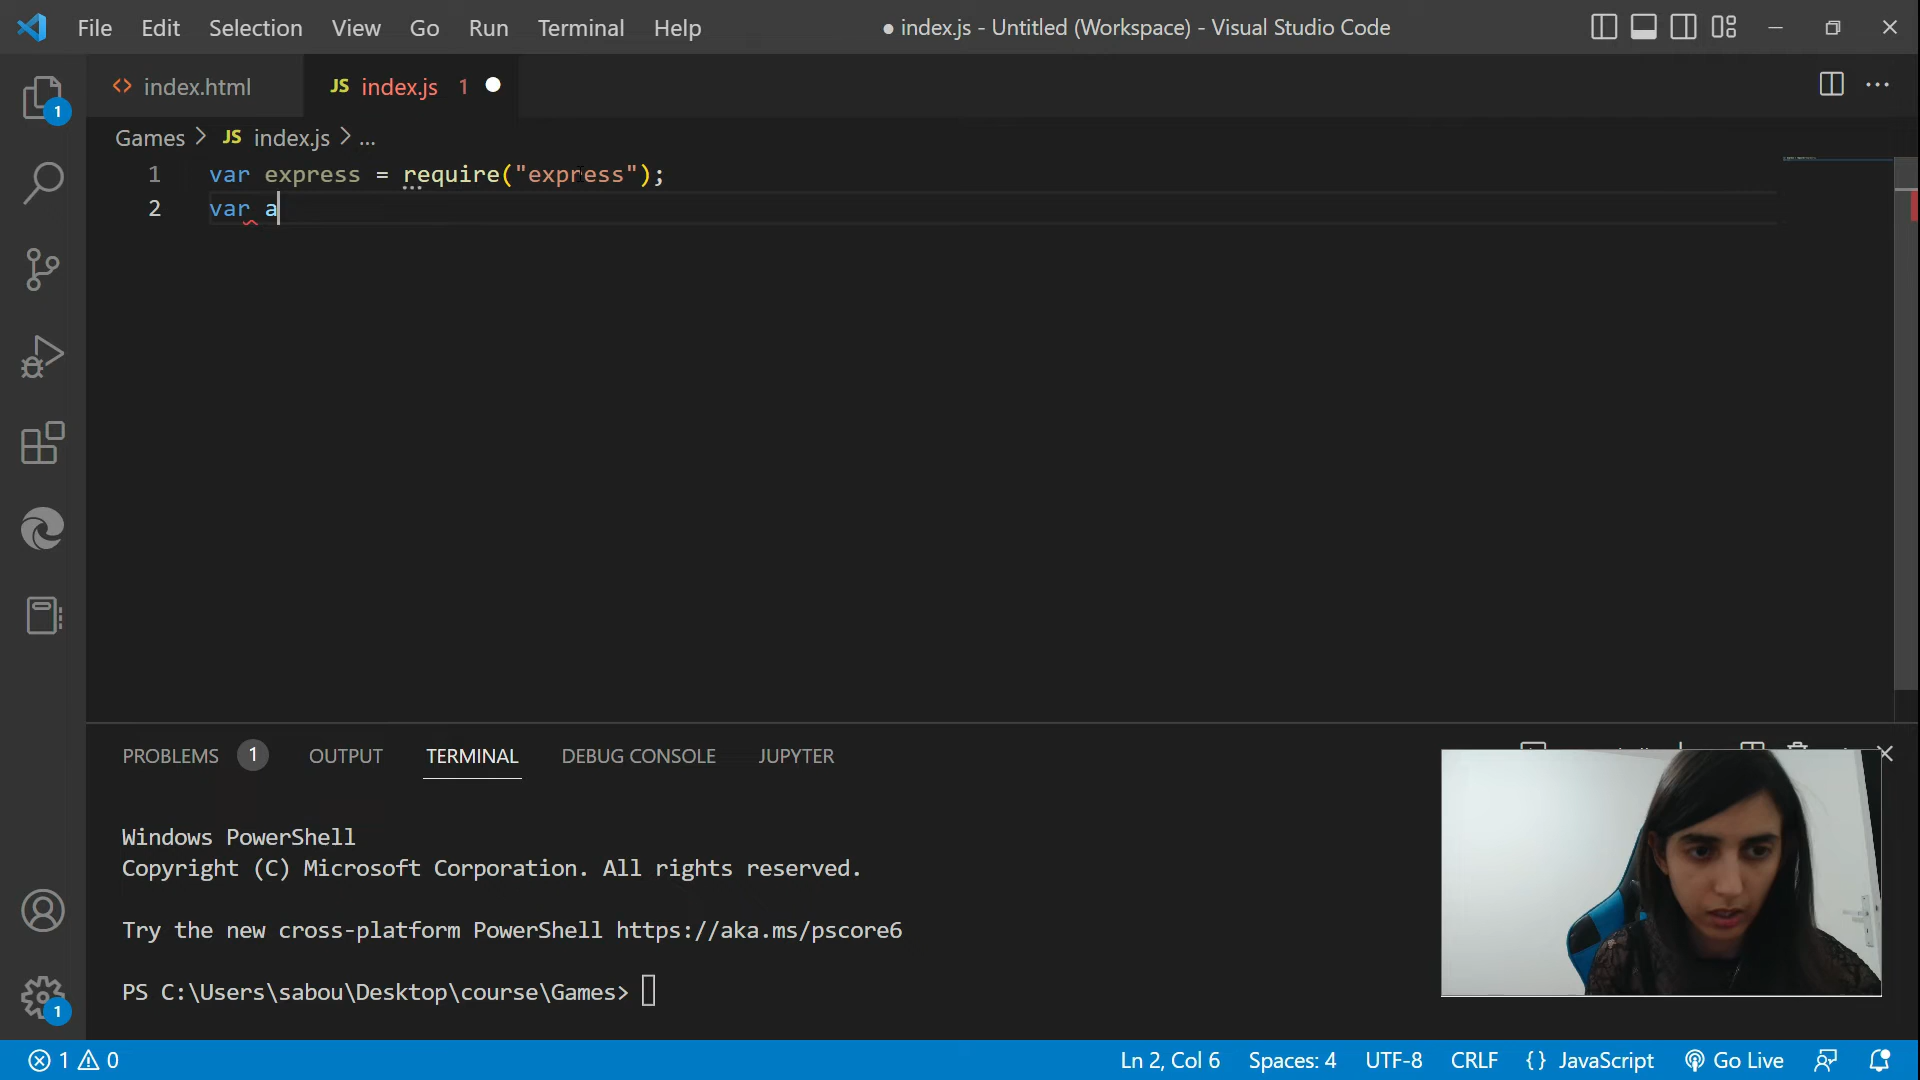 File Edit Selection View Go Run Terminal Help ● index.js - Untitled (Workspace) - Visual Studio Code
1
<> index.html JS index.js 1
Games > JS index.js > ...
1 var express = require("express");
2 var a
PROBLEMS 1 OUTPUT TERMINAL DEBUG CONSOLE JUPYTER
Windows PowerShell
Copyright (C) Microsoft Corporation. All rights reserved.
Try the new cross-platform PowerShell https://aka.ms/pscore6
PS C:\Users\sabou\Desktop\course\Games>
1
1 0 Ln 2, Col 6 Spaces: 4 UTF-8 CRLF {} JavaScript Go Live